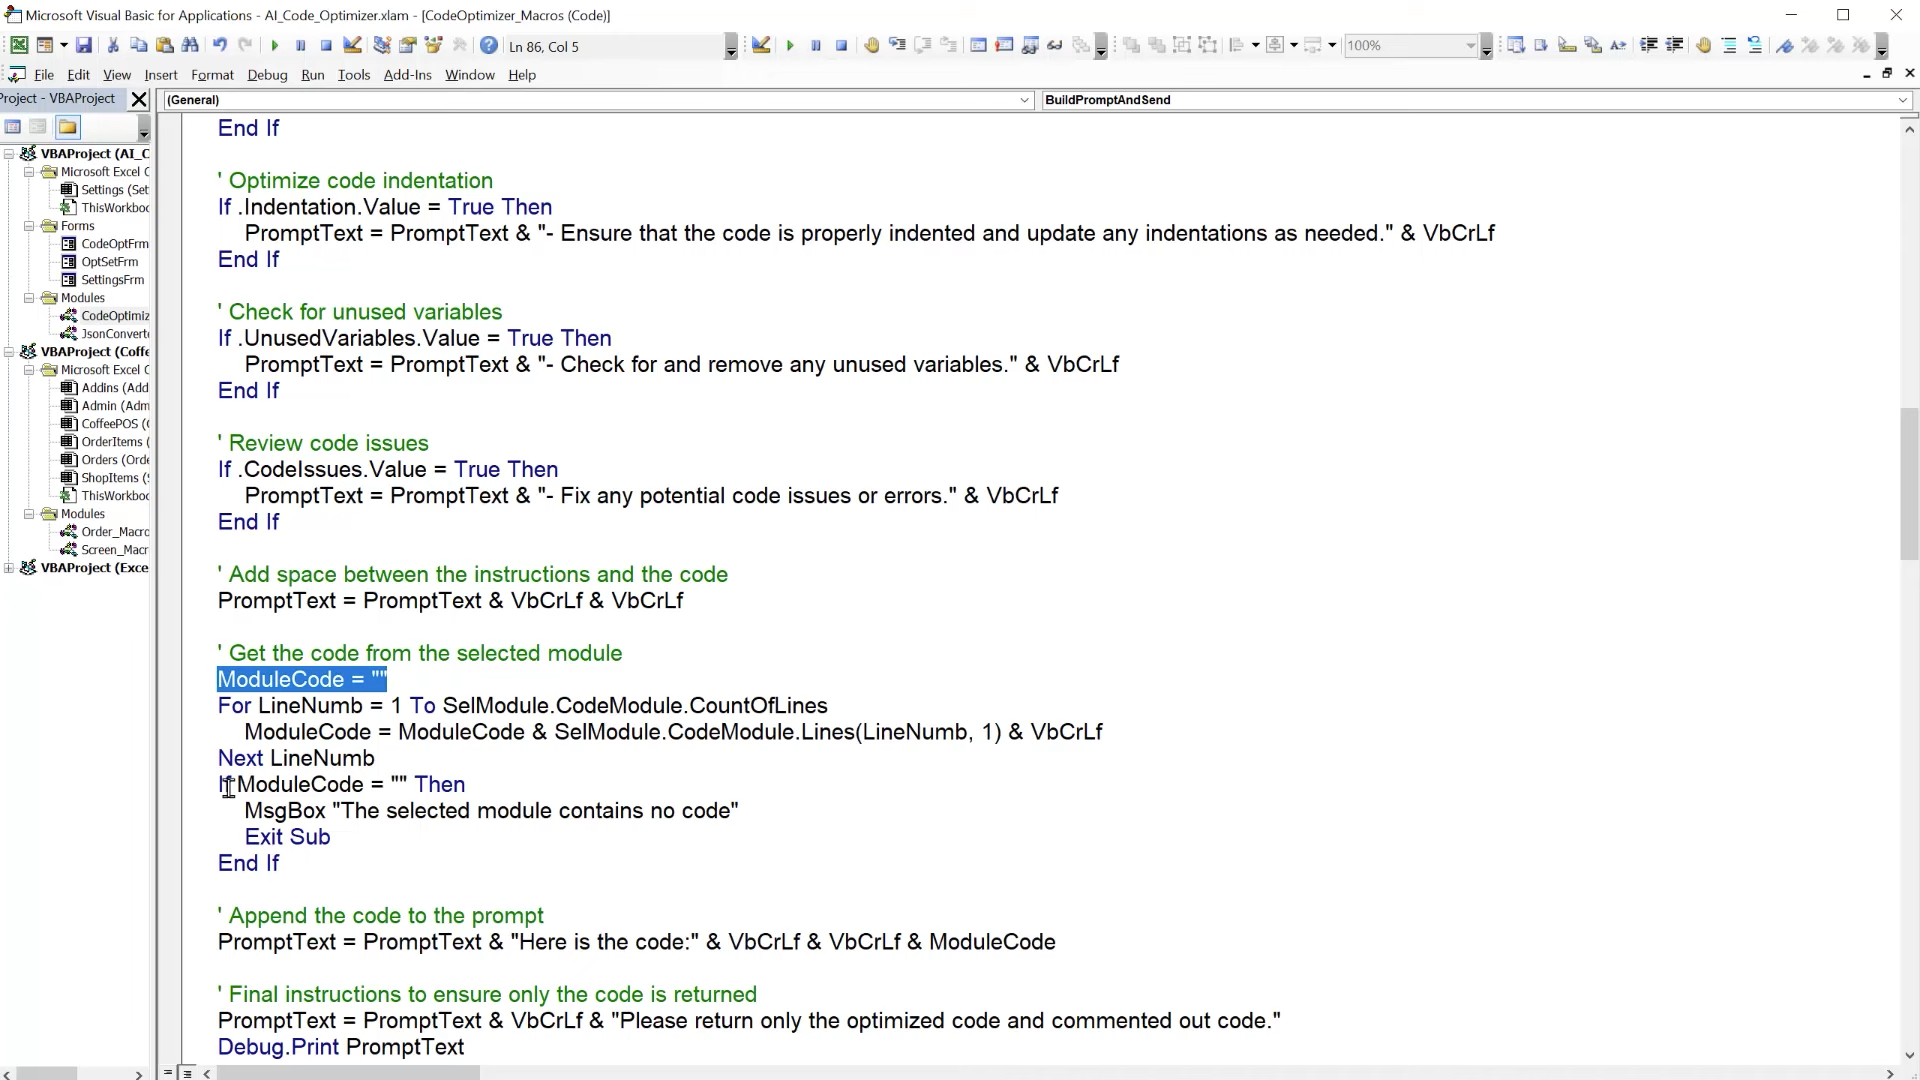 Microsoft Visual Basic for Applications - AI_Code_Optimizer.xlam - [CodeOptimizer_Macros (Code)]
Ln 86, Col 5
100%
File Edit View Insert Format Debug Run Tools Add-Ins Window Help
Project - VBAProject
(General)
BuildPromptAndSend
VBAProject (AI_C
Microsoft Excel O
Settings (Set
ThisWorkboo
Forms
CodeOptFrm
OptSetFrm
SettingsFrm
Modules
CodeOptimiz
JsonConverte
VBAProject (Coffe
Microsoft Excel O
Addins (Add
Admin (Adm
CoffeePOS (
OrderItems (
Orders (Orde
ShopItems (S
ThisWorkboo
Modules
Order_Macro
Screen_Macr
VBAProject (Exce
End If
' Optimize code indentation
If .Indentation.Value = True Then
PromptText = PromptText & "- Ensure that the code is properly indented and update any indentations as needed." & VbCrLf
End If
' Check for unused variables
If .UnusedVariables.Value = True Then
PromptText = PromptText & "- Check for and remove any unused variables." & VbCrLf
End If
' Review code issues
If .CodeIssues.Value = True Then
PromptText = PromptText & "- Fix any potential code issues or errors." & VbCrLf
End If
' Add space between the instructions and the code
PromptText = PromptText & VbCrLf & VbCrLf
' Get the code from the selected module
ModuleCode = ""
For LineNumb = 1 To SelModule.CodeModule.CountOfLines
ModuleCode = ModuleCode & SelModule.CodeModule.Lines(LineNumb, 1) & VbCrLf
Next LineNumb
If ModuleCode = "" Then
MsgBox "The selected module contains no code"
Exit Sub
End If
' Append the code to the prompt
PromptText = PromptText & "Here is the code:" & VbCrLf & VbCrLf & ModuleCode
' Final instructions to ensure only the code is returned
PromptText = PromptText & VbCrLf & "Please return only the optimized code and commented out code."
Debug.Print PromptText